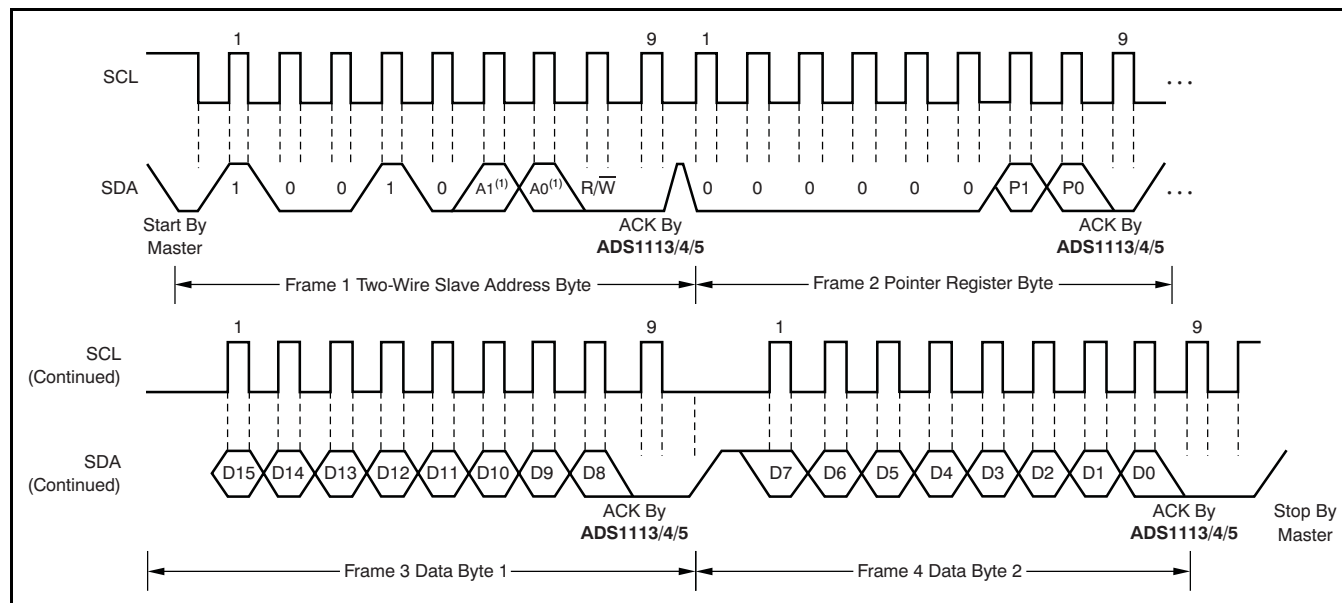 1 9 1 9
SCL ...
SDA 1 0 0 1 0 A1(1) A0(1) R/W̅ 0 0 0 0 0 0 P1 P0 ...
Start By
Master
ACK By
ADS1113/4/5
ACK By
ADS1113/4/5
Frame 1 Two-Wire Slave Address Byte
Frame 2 Pointer Register Byte
1 9 1 9
SCL
(Continued)
SDA
(Continued)
D15 D14 D13 D12 D11 D10 D9 D8 D7 D6 D5 D4 D3 D2 D1 D0
ACK By
ADS1113/4/5
ACK By
ADS1113/4/5
Stop By
Master
Frame 3 Data Byte 1
Frame 4 Data Byte 2